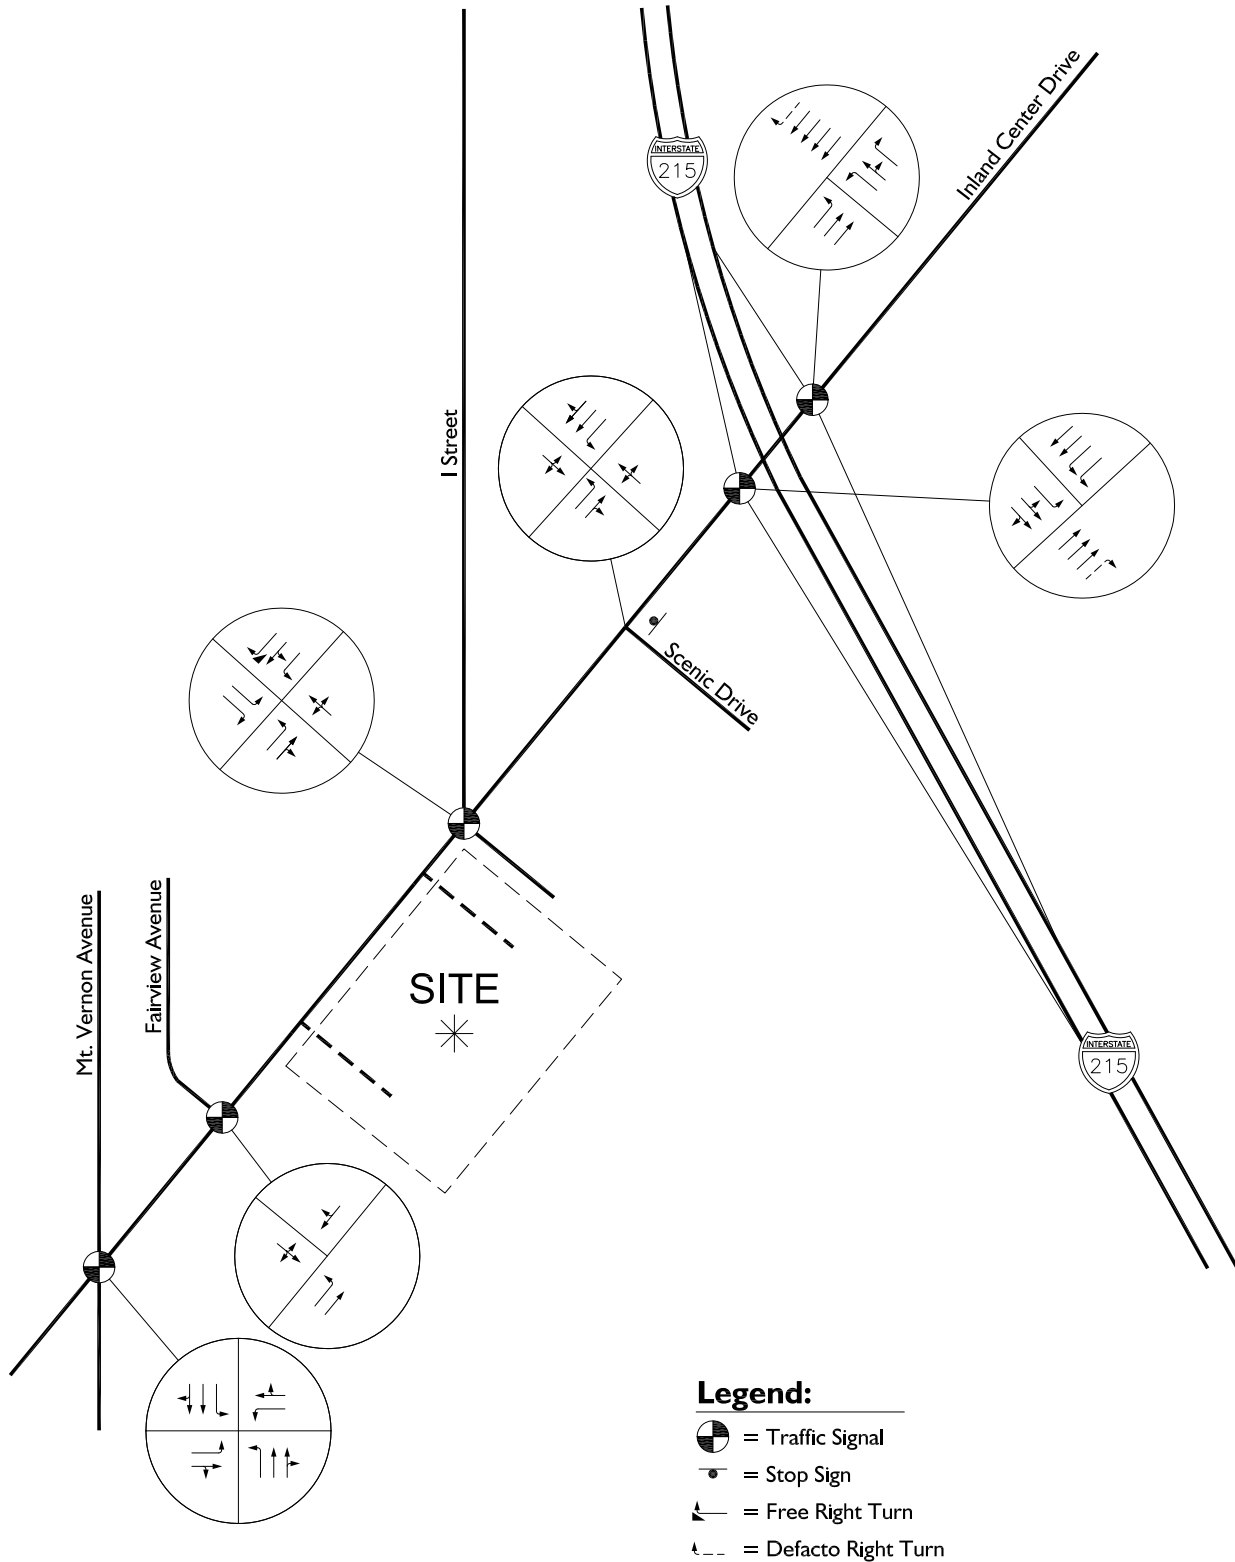 INTERSTATE
215
Inland Center Drive
I Street
Scenic Drive
Mt. Vernon Avenue
Fairview Avenue
SITE
INTERSTATE
215
Legend:
= Traffic Signal
= Stop Sign
= Free Right Turn
= Defacto Right Turn